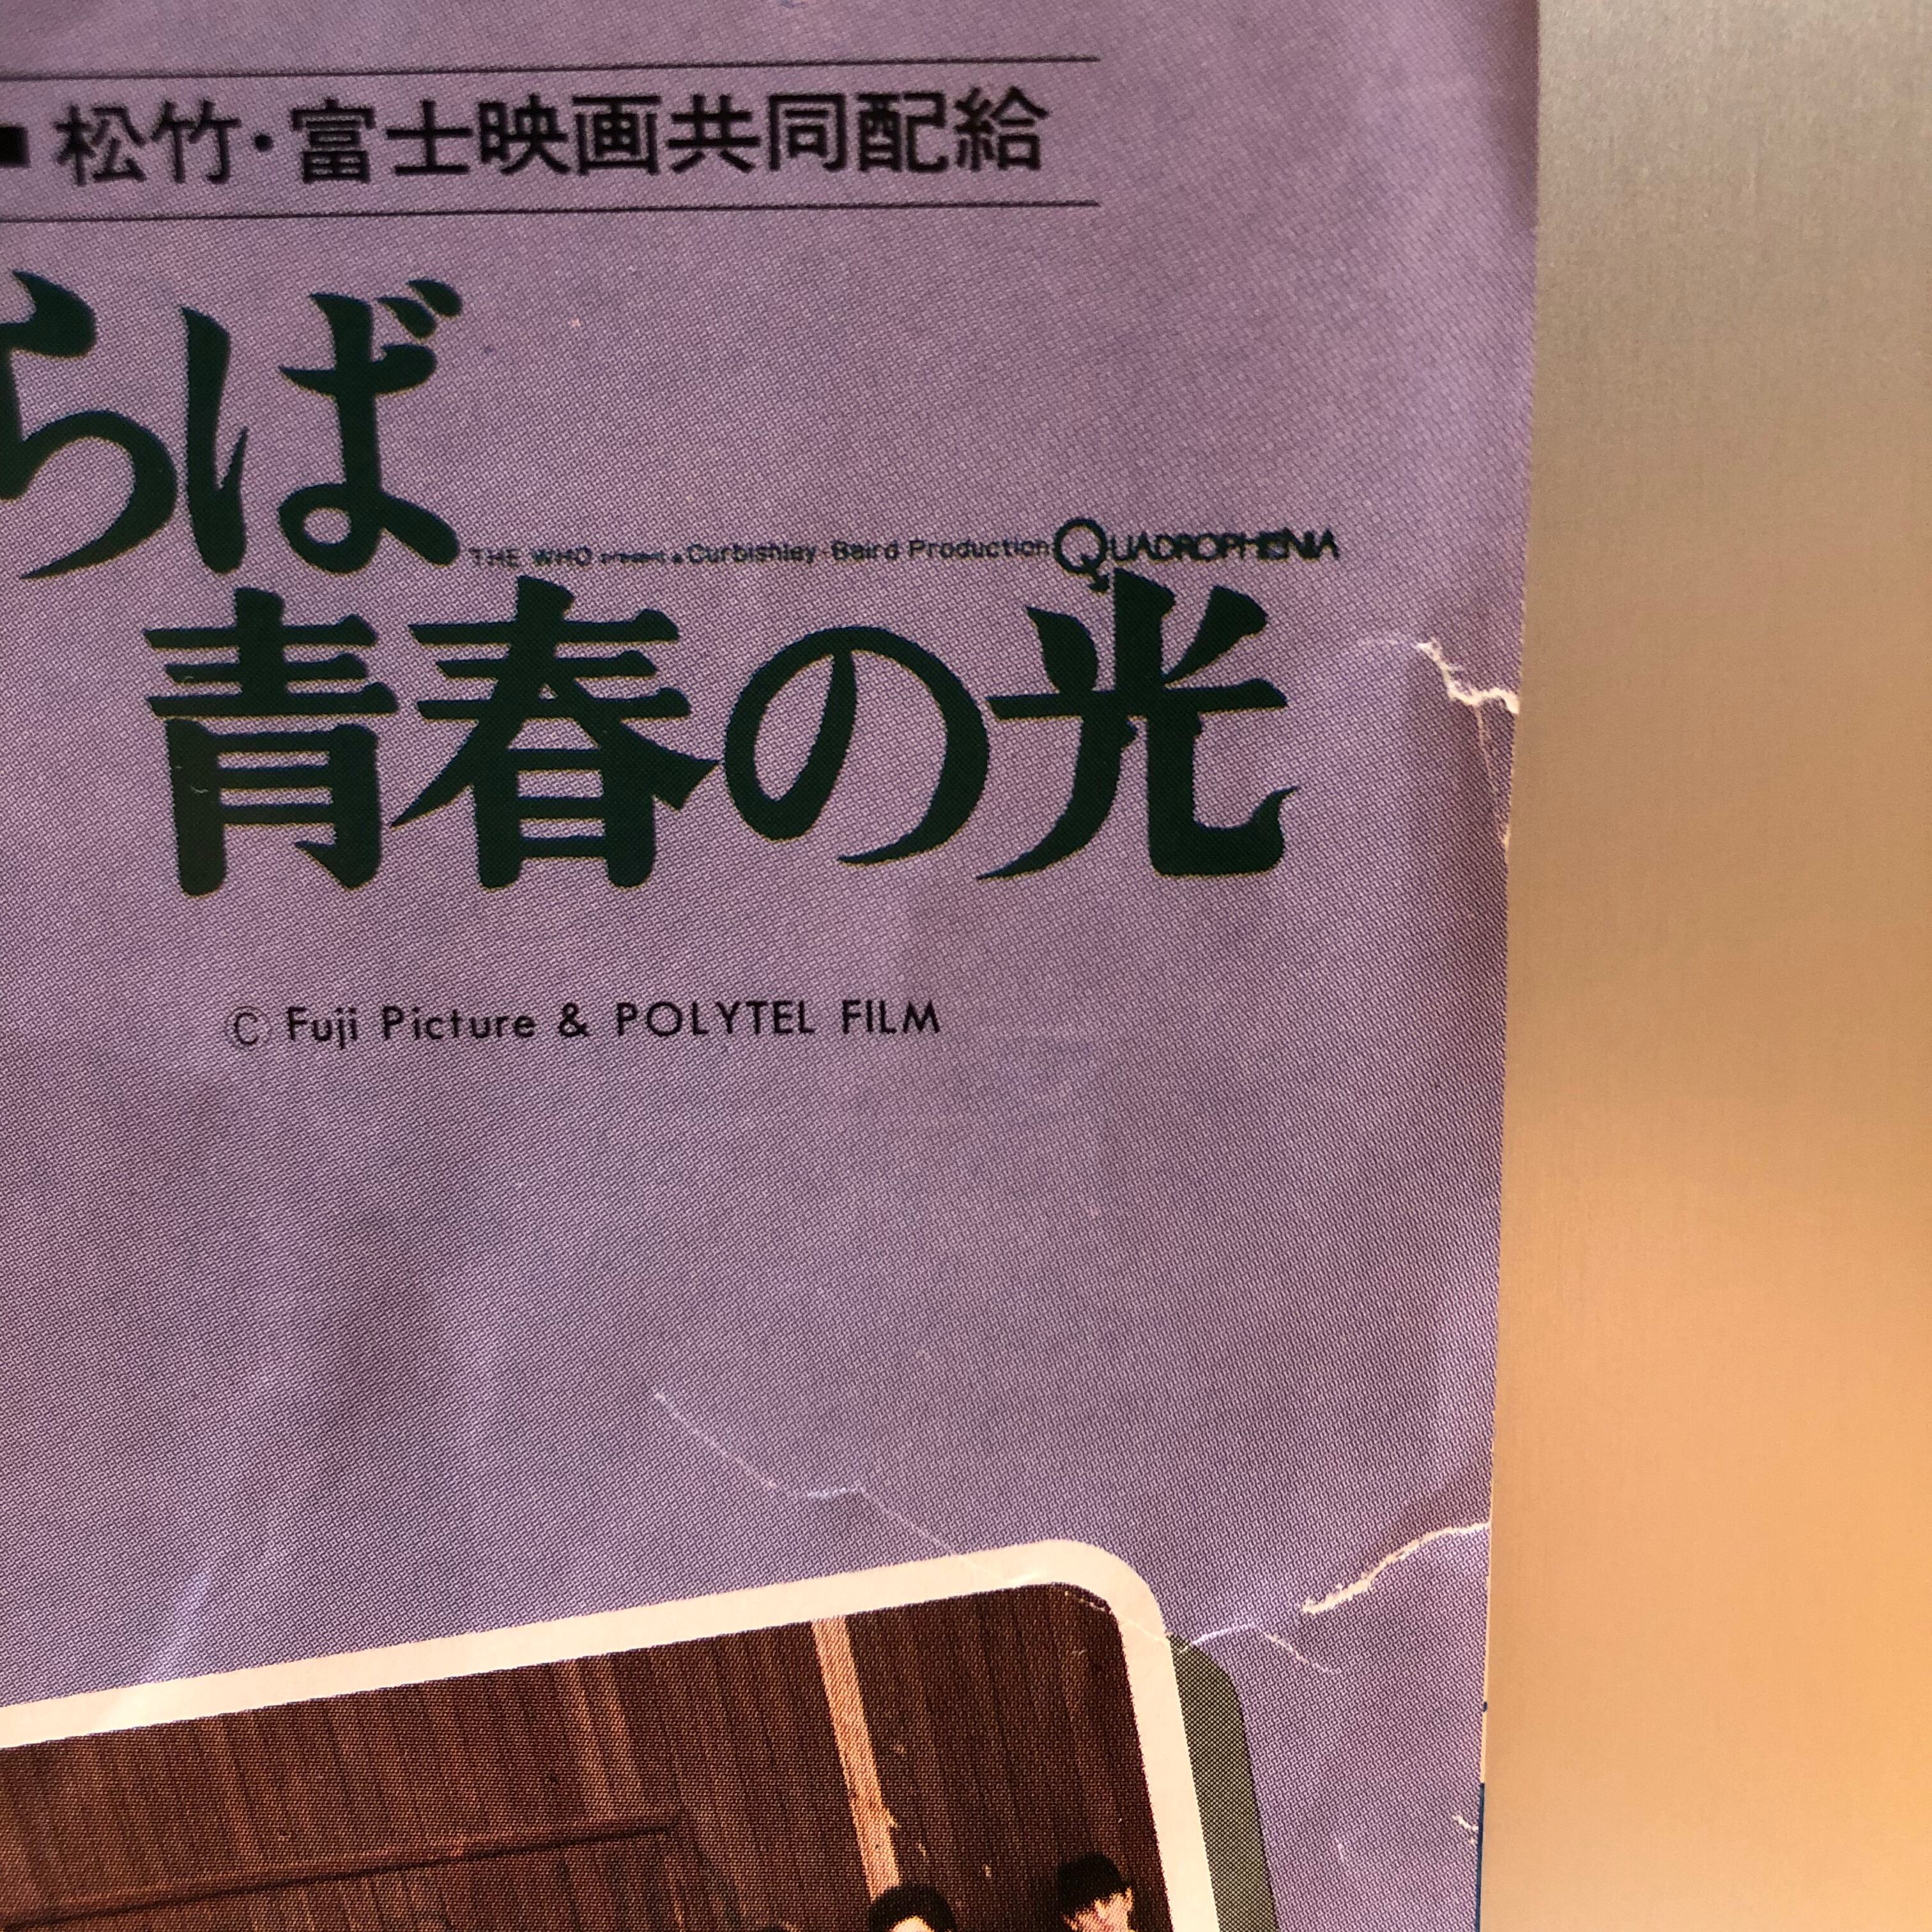 ■松竹・富士映画共同配給
らば
THE WHO present a Curbishley-Baird Production QUADROPHENIA
青春の光
© Fuji Picture & POLYTEL FILM